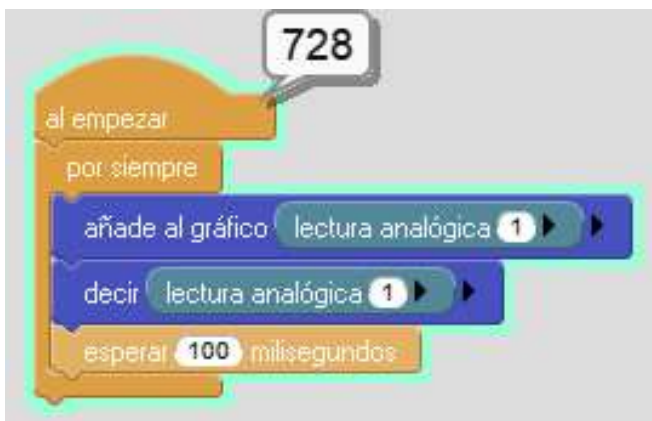 728
al empezar
por siempre
añade al gráfico lectura analógica 1
decir lectura analógica 1
esperar 100 milisegundos